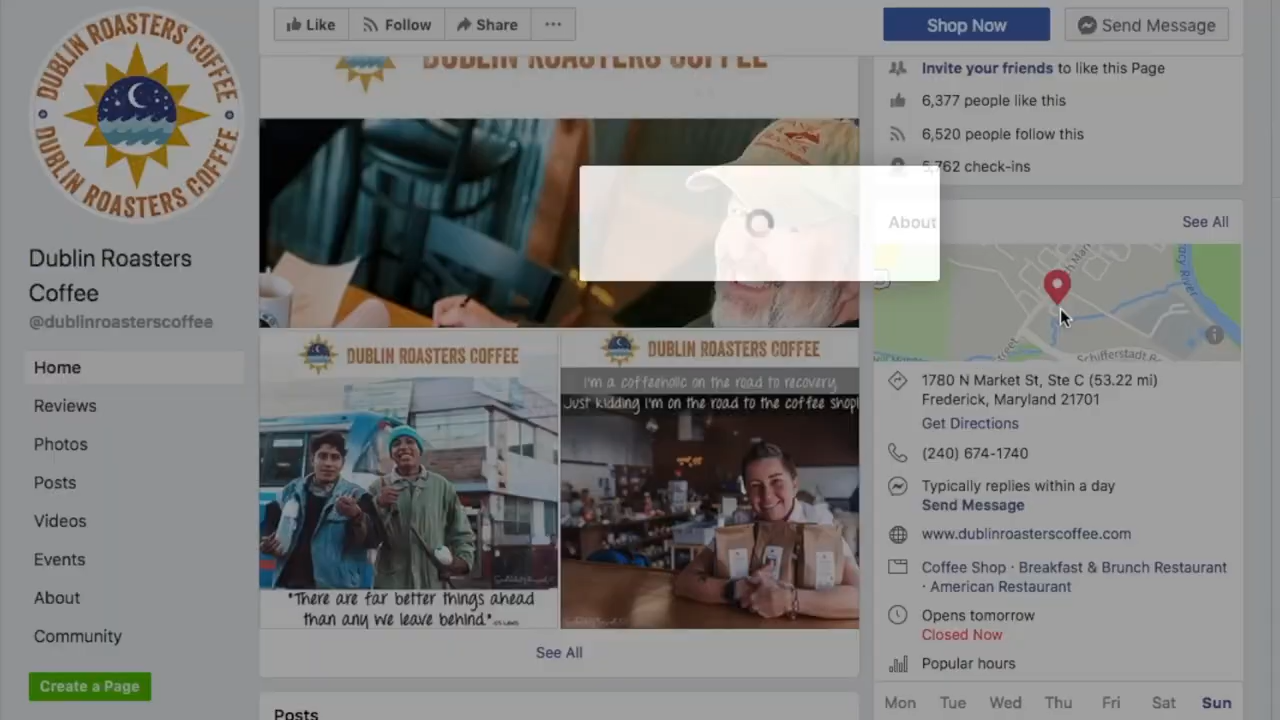 DUBLIN ROASTERS COFFEE
DUBLIN ROASTERS COFFEE
Dublin Roasters
Coffee
@dublinroasterscoffee
Home
Reviews
Photos
Posts
Videos
Events
About
Community
Create a Page
Like
Follow
Share
Shop Now
Send Message
DUBLIN ROASTERS COFFEE
DUBLIN ROASTERS COFFEE
"There are far better things ahead
than any we leave behind."
DUBLIN ROASTERS COFFEE
I'm a coffeeholic on the road to recovery.
Just kidding I'm on the road to the coffee shop!
See All
Posts
Invite your friends to like this Page
6,377 people like this
6,520 people follow this
5,762 check-ins
About
See All
Schifferstadt
1780 N Market St, Ste C (53.22 mi)
Frederick, Maryland 21701
Get Directions
(240) 674-1740
Typically replies within a day
Send Message
www.dublinroasterscoffee.com
Coffee Shop · Breakfast & Brunch Restaurant
· American Restaurant
Opens tomorrow
Closed Now
Popular hours
Mon Tue Wed Thu Fri Sat Sun